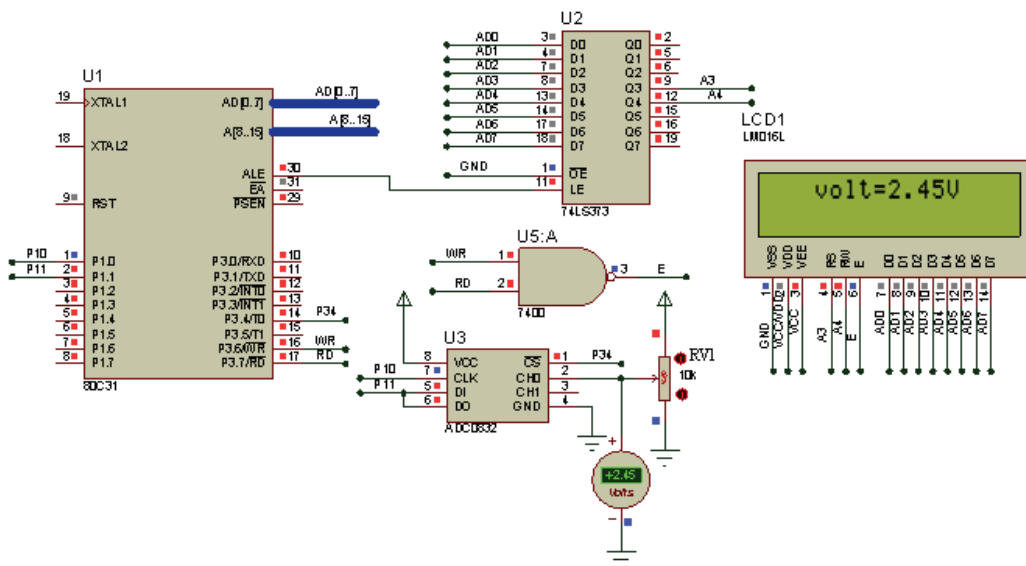 U1
19
XTAL1
18
XTAL2
9
RST
P10
1
P1.0
P11
2
P1.1
3
P1.2
4
P1.3
5
P1.4
6
P1.5
7
P1.6
8
P1.7
80C31
AD[0..7]
AD[0..7]
A[8..15]
A[8..15]
ALE
30
EA
31
PSEN
29
P3.0/RXD
10
P3.1/TXD
11
P3.2/INT0
12
P3.3/INT1
13
P3.4/T0
14
P34
P3.5/T1
15
P3.6/WR
16
WR
P3.7/RD
17
RD
U2
AD0
3
D0
Q0
2
AD1
4
D1
Q1
5
AD2
7
D2
Q2
6
AD3
8
D3
Q3
9
A3
AD4
13
D4
Q4
12
A4
AD5
14
D5
Q5
15
AD6
17
D6
Q6
16
AD7
18
D7
Q7
19
GND
1
OE
11
LE
74LS373
U5:A
WR
1
RD
2
3
E
7400
U3
8
VCC
P10
7
CLK
P11
5
DI
6
DO
CS
1
P34
CH0
2
CH1
3
GND
4
ADC0832
RV1
10k
+
+2.45
Volts
−
LCD1
LM016L
volt=2.45V
VSS
VDD
VEE
RS
RW
E
D0
D1
D2
D3
D4
D5
D6
D7
1
2
3
4
5
6
7
8
9
10
11
12
13
14
GND
VCC/VDD
VCC
A3
A4
E
AD0
AD1
AD2
AD3
AD4
AD5
AD6
AD7